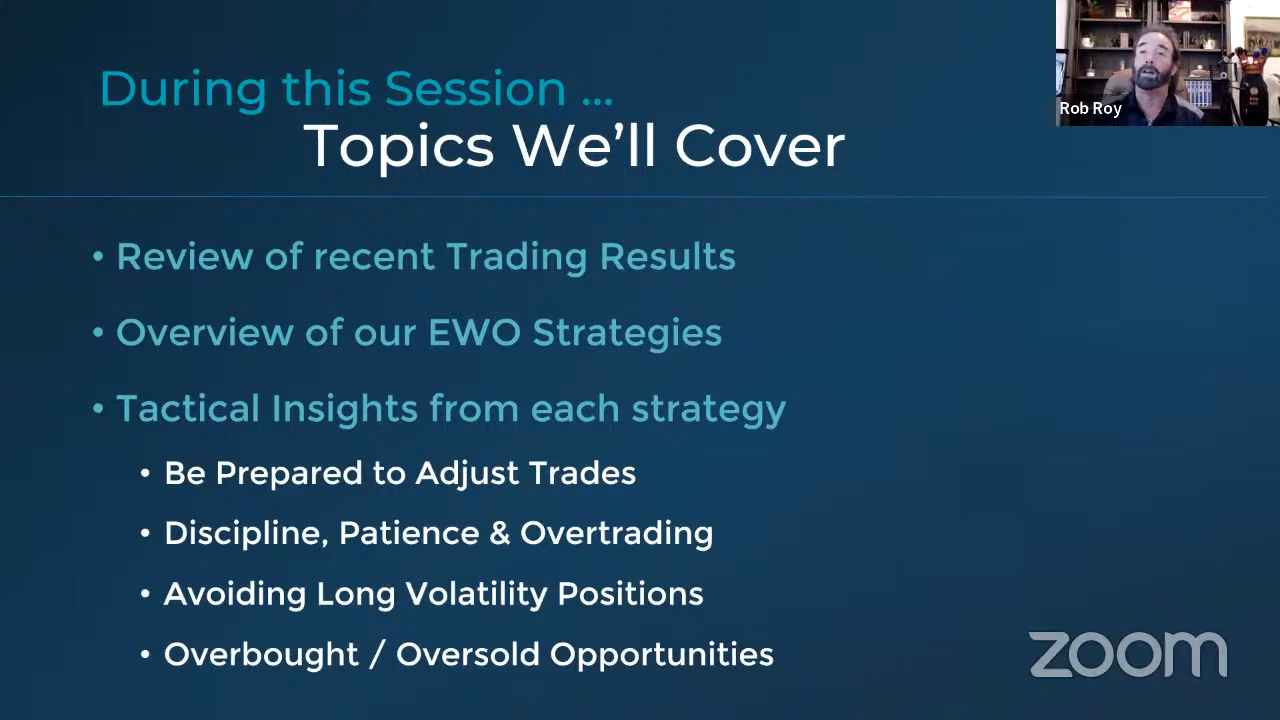 During this Session ...
Topics We'll Cover
Rob Roy
• Review of recent Trading Results
• Overview of our EWO Strategies
• Tactical Insights from each strategy
• Be Prepared to Adjust Trades
• Discipline, Patience & Overtrading
• Avoiding Long Volatility Positions
• Overbought / Oversold Opportunities
zoom